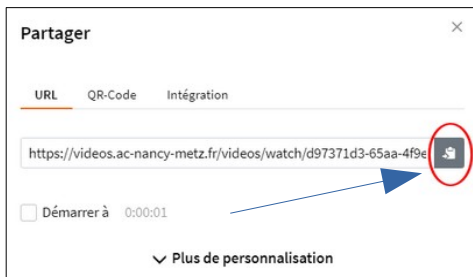 Partager
URL QR-Code Intégration
https://videos.ac-nancy-metz.fr/videos/watch/d97371d3-65aa-4f9e
Démarrer à 0:00:01
Plus de personnalisation